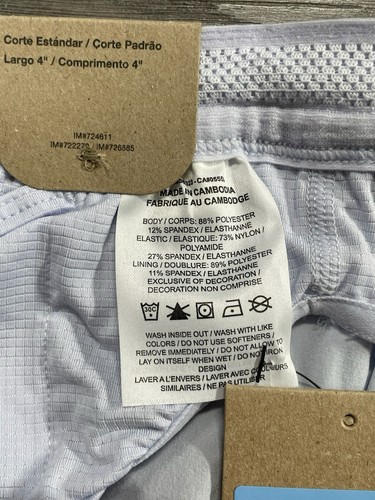 Corte Estándar / Corte Padrão
Largo 4" / Comprimento 4"
IM#724611
IM#722279 / IM#726585
MADE IN CAMBODIA
FABRIQUE AU CAMBODGE
BODY / CORPS: 88% POLYESTER
12% SPANDEX / ELASTHANNE
ELASTIC / ELASTIQUE: 73% NYLON /
POLYAMIDE
27% SPANDEX / ELASTHANNE
LINING / DOUBLURE: 89% POLYESTER
11% SPANDEX / ELASTHANNE
EXCLUSIVE OF DECORATION /
DECORATION NON COMPRISE
30C
WASH INSIDE OUT / WASH WITH LIKE
COLORS / DO NOT USE SOFTENERS /
REMOVE IMMEDIATELY / DO NOT ALLOW TO
LAY ON ITSELF WHEN WET / DO NOT IRON
DESIGN
LAVER A L'ENVERS / LAVER AVEC COULEURS
SIMILAIRES / NE PAS UTILISER